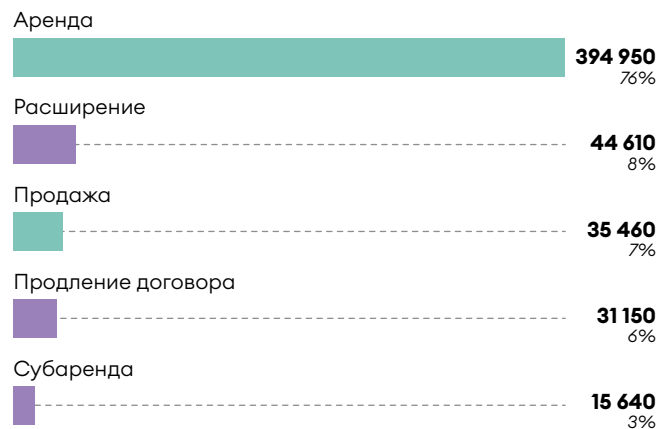 Аренда
394 950
76%
Расширение
44 610
8%
Продажа
35 460
7%
Продление договора
31 150
6%
Субаренда
15 640
3%